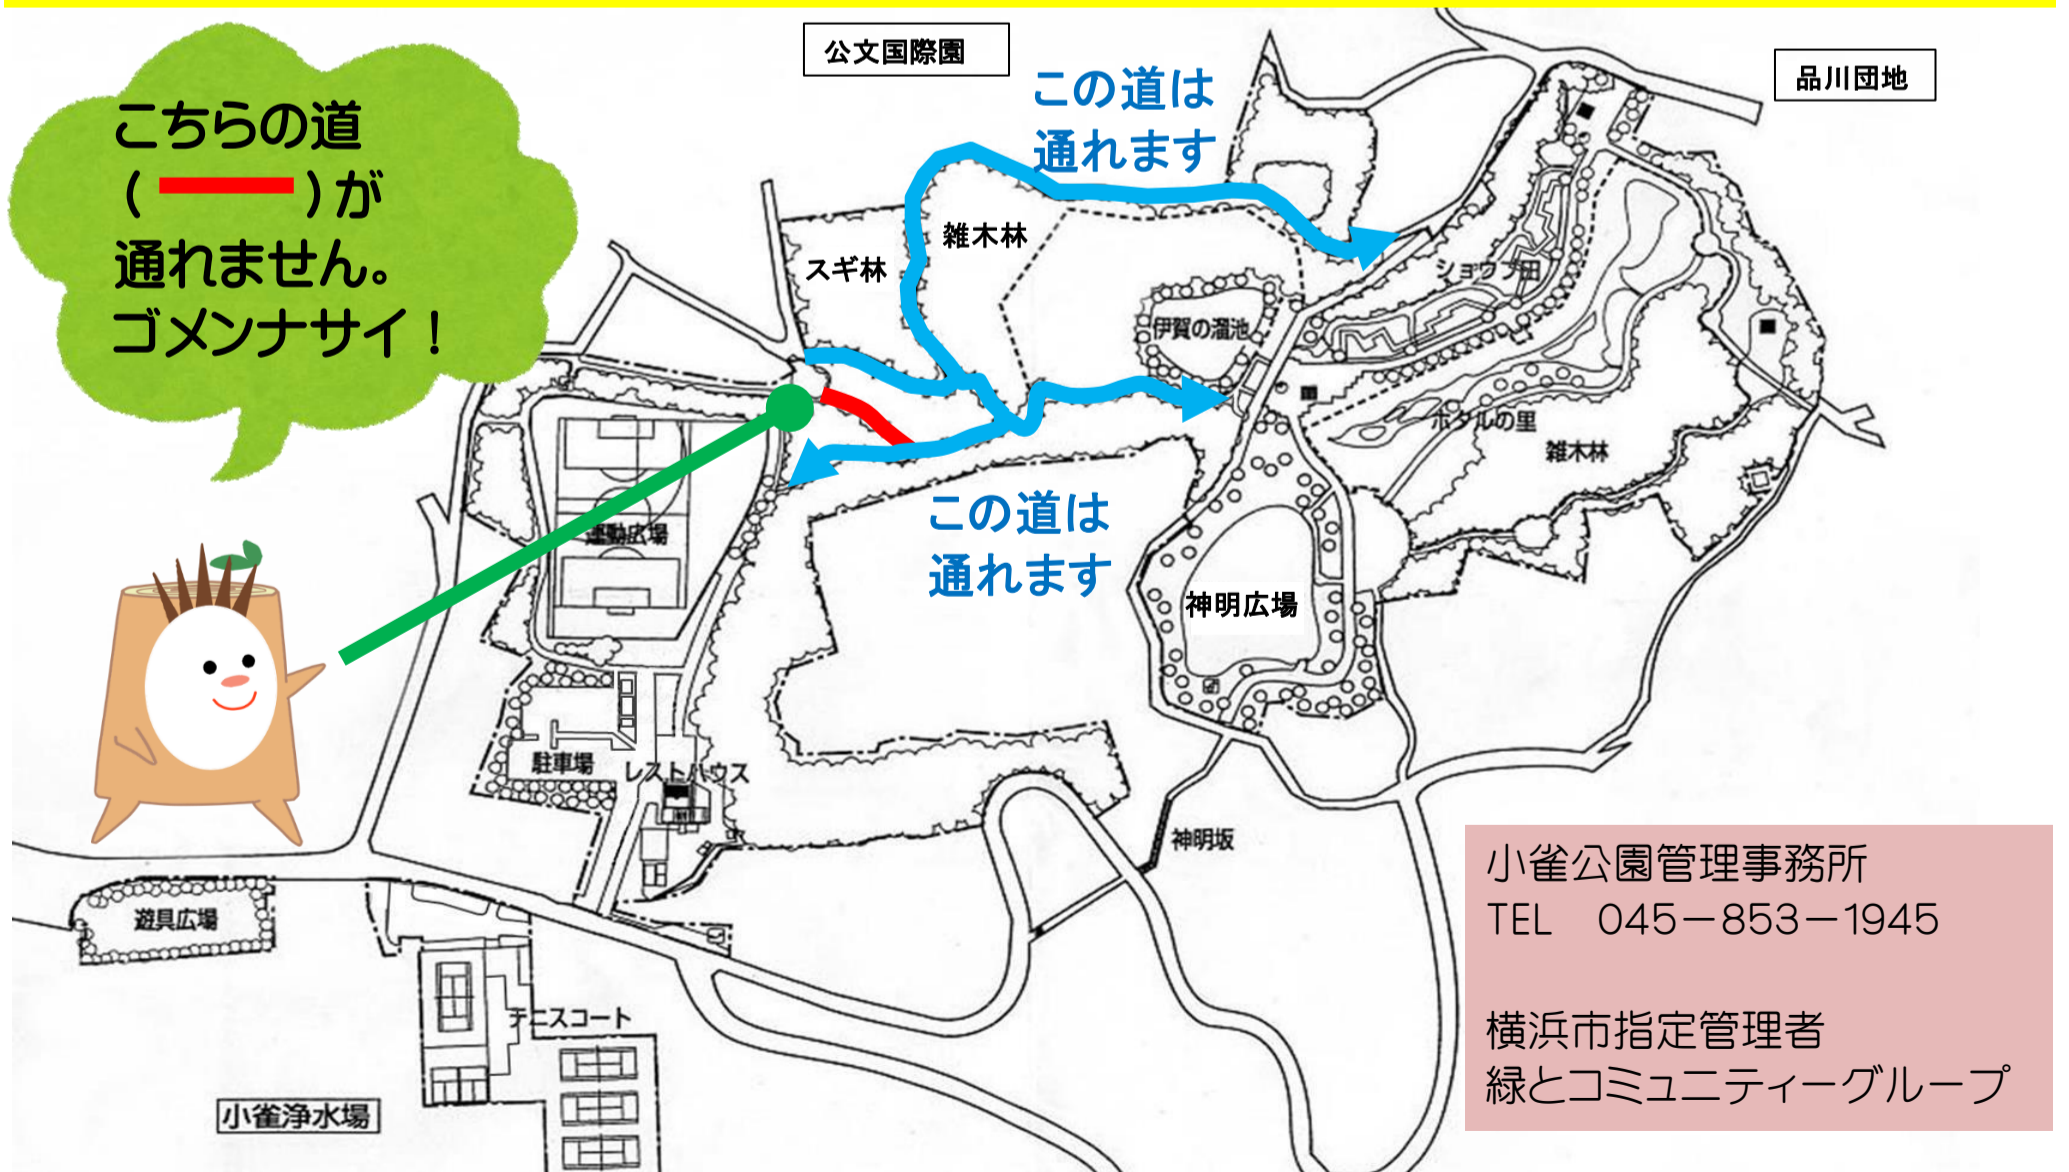 公文国際園
品川団地
こちらの道
(　　)が
通れません。
ゴメンナサイ！
この道は
通れます
雑木林
スギ林
ショウブ田
伊賀の溜池
ホタルの里
雑木林
この道は
通れます
運動広場
神明広場
駐車場
レストハウス
神明坂
遊具広場
テニスコート
小雀浄水場
小雀公園管理事務所
TEL　045－853－1945
横浜市指定管理者
緑とコミュニティーグループ